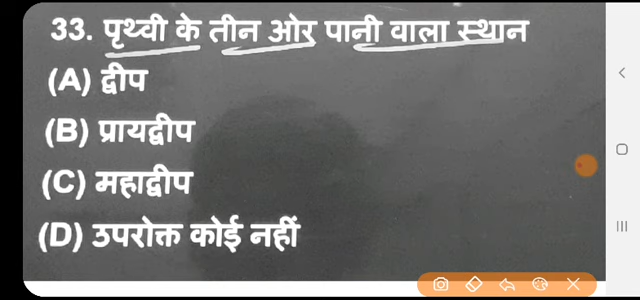 33. पृथ्वी के तीन ओर पानी वाला स्थान
(A) द्वीप
(B) प्रायद्वीप
(C) महाद्वीप
(D) उपरोक्त कोई नहीं